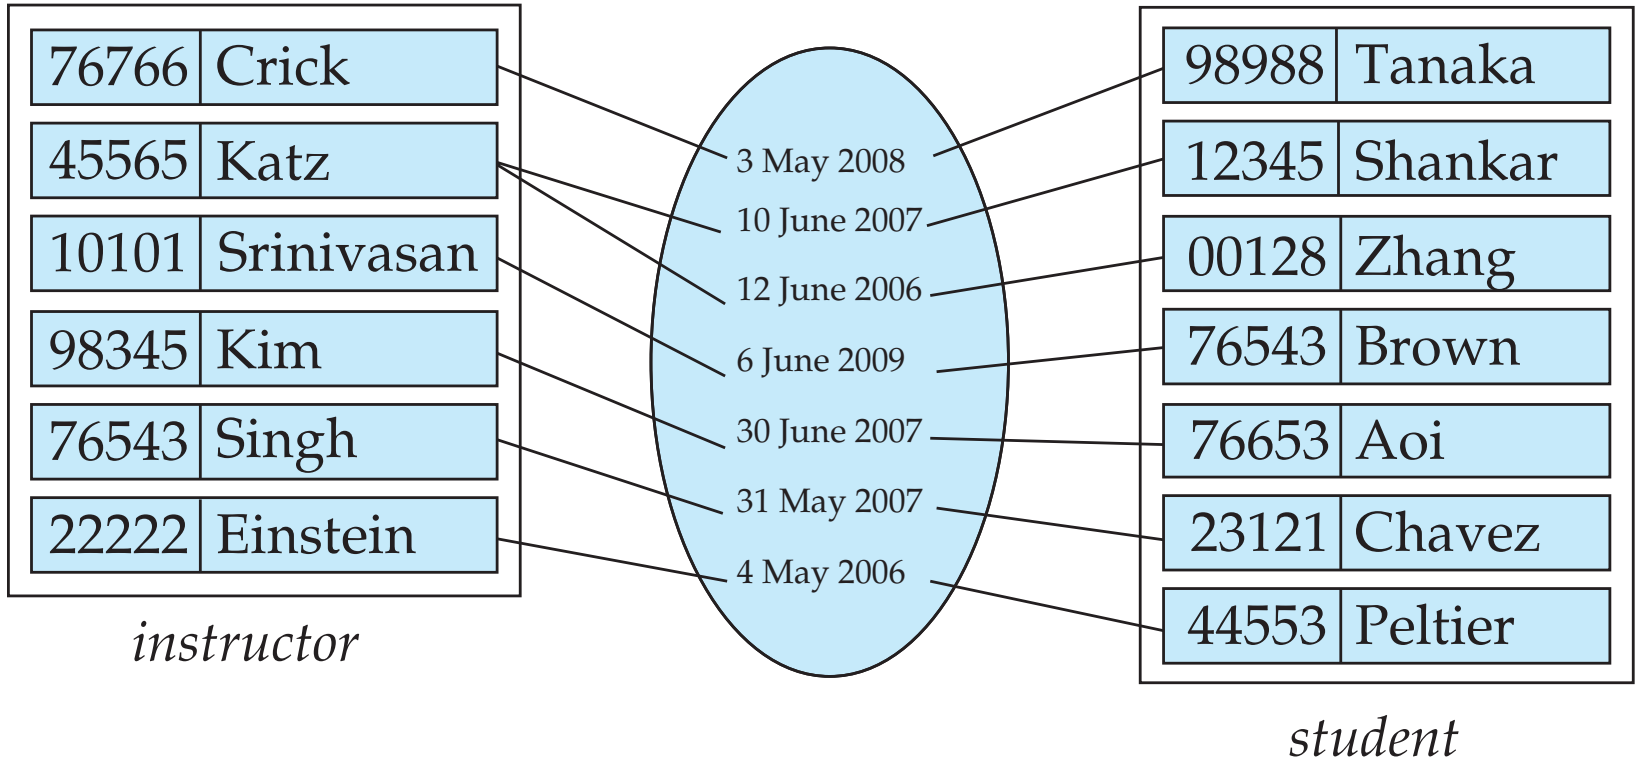 76766 Crick
45565 Katz
10101 Srinivasan
98345 Kim
76543 Singh
22222 Einstein
instructor
3 May 2008
10 June 2007
12 June 2006
6 June 2009
30 June 2007
31 May 2007
4 May 2006
98988 Tanaka
12345 Shankar
00128 Zhang
76543 Brown
76653 Aoi
23121 Chavez
44553 Peltier
student